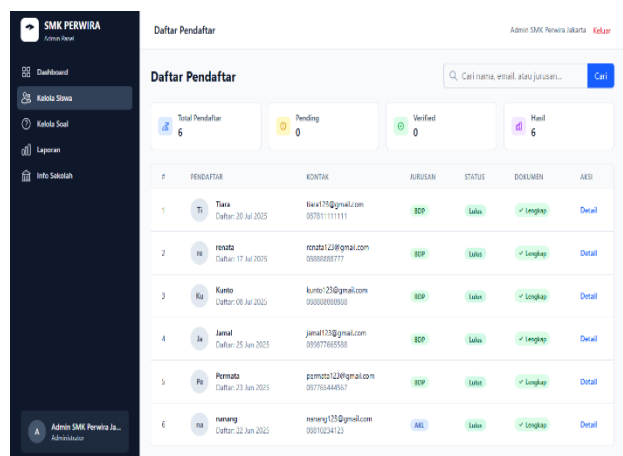 SMK PERWIRA
Admin Panel
Dashboard
Kelola Siswa
Kelola Soal
Laporan
Info Sekolah
A
Admin SMK Perwira Ja...
Administrator
Daftar Pendaftar
Admin SMK Perwira Jakarta Keluar
Daftar Pendaftar
Cari nama, email, atau jurusan...
Cari
Total Pendaftar
6
Pending
0
Verified
0
Hasil
6
# PENDAFTAR KONTAK JURUSAN STATUS DOKUMEN AKSI
1 Ti Tiara tiara123@gmail.com BDP Lulus ✓ Lengkap Detail
Daftar: 20 Jul 2025 087811111111
2 re renata renata123@gmail.com BDP Lulus ✓ Lengkap Detail
Daftar: 17 Jul 2025
3 Ku Kunto kunto123@gmail.com BDP Lulus ✓ Lengkap Detail
Daftar: 08 Jul 2025
4 Ja Jamal jamal123@gmail.com BDP Lulus ✓ Lengkap Detail
Daftar: 25 Jun 2025 089877665588
5 Pe Permata permata123@gmail.com BDP Lulus ✓ Lengkap Detail
Daftar: 23 Jun 2025 087766444567
6 na nanang nanang123@gmail.com AKL Lulus ✓ Lengkap Detail
Daftar: 22 Jun 2025 08810234123